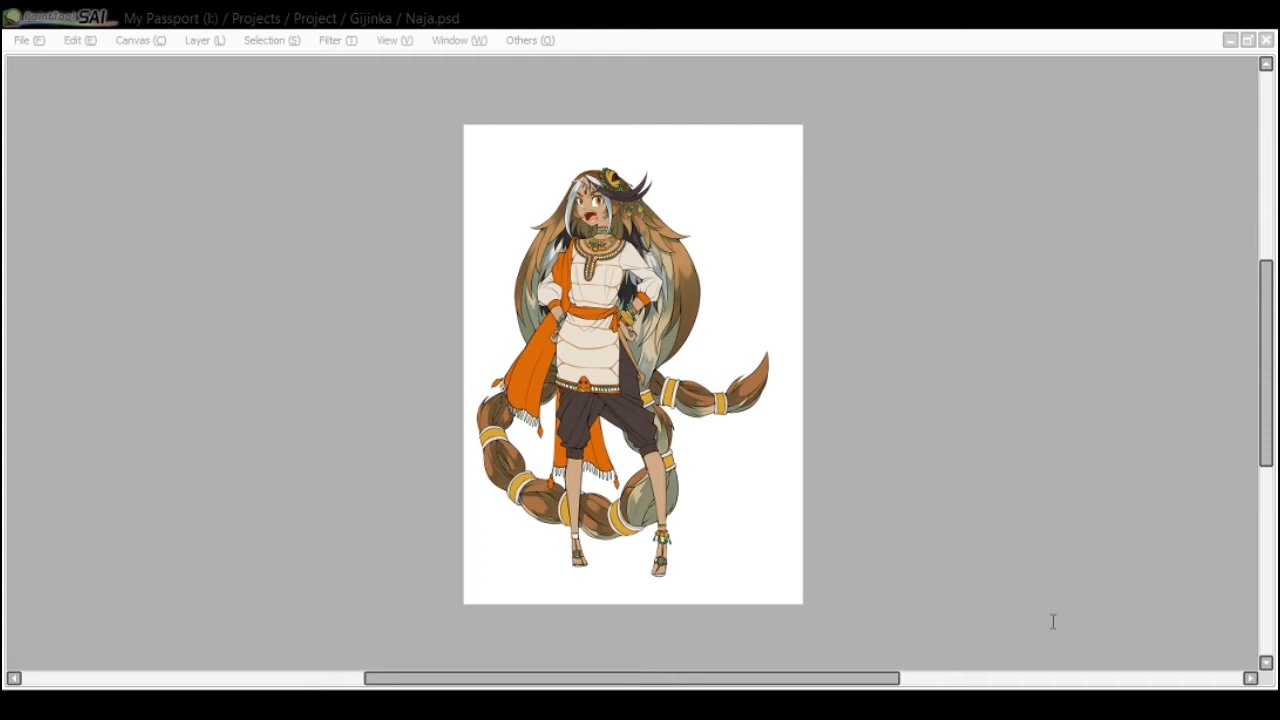 PaintTool SAI My Passport (I:) / Projects / Project / Gijinka / Naja.psd
File (F) Edit (E) Canvas (C) Layer (L) Selection (S) Filter (T) View (V) Window (W) Others (O)